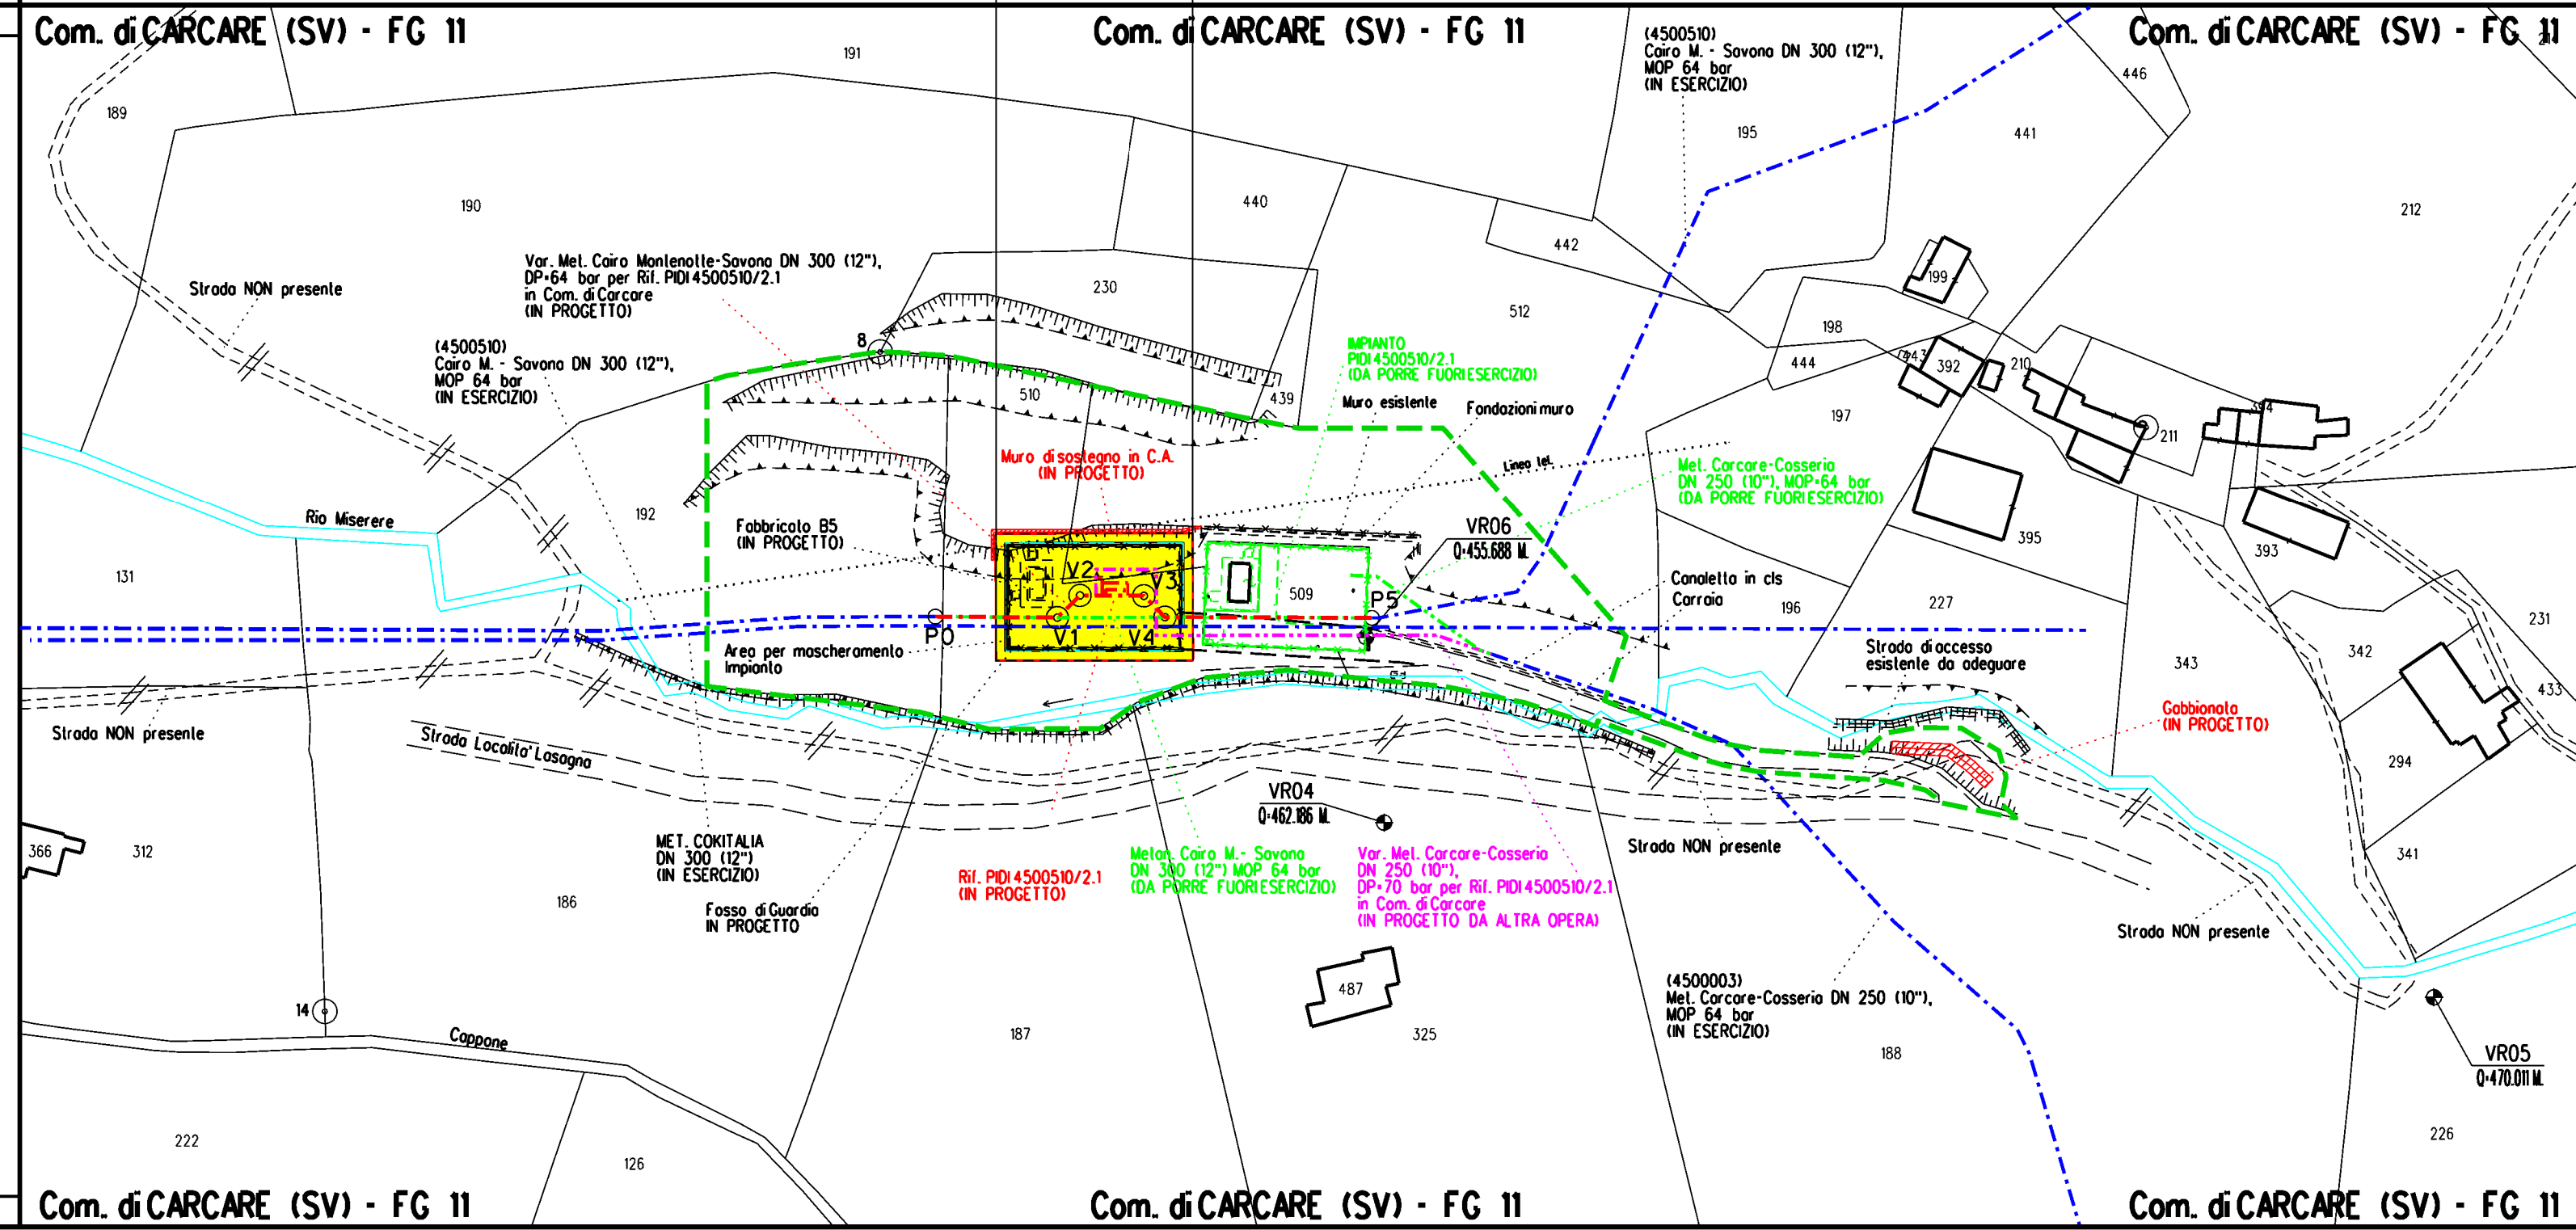 Com. di CARCARE (SV) - FG 11
Com. di CARCARE (SV) - FG 11
Com. di CARCARE (SV) - FG 11
191
189
190
440
195
446
441
212
442
230
512
199
198
444
392
210
211
197
439
510
192
509
395
393
394
196
227
343
342
231
433
294
341
131
366
312
186
187
487
325
188
226
222
126
(4500510)
Cairo M. - Savona DN 300 (12"),
MOP 64 bar
(IN ESERCIZIO)
Var. Met. Cairo Montenotte-Savona DN 300 (12"),
DP=64 bar per Rif. PIDI 4500510/2.1
in Com. di Carcare
(IN PROGETTO)
Strada NON presente
(4500510)
Cairo M. - Savona DN 300 (12"),
MOP 64 bar
(IN ESERCIZIO)
8
IMPIANTO
PIDI 4500510/2.1
(DA PORRE FUORI ESERCIZIO)
Muro esistente
Fondazioni muro
Muro di sostegno in C.A.
(IN PROGETTO)
Linea tel.
Met. Carcare-Cosseria
DN 250 (10"), MOP=64 bar
(DA PORRE FUORI ESERCIZIO)
Rio Miserere
Fabbricato B5
(IN PROGETTO)
VR06
Q=455.688 M.
V2
V3
P0
V1
V4
P5
Canaletta in cls
Carraia
Area per mascheramento
Impianto
Strada di accesso
esistente da adeguare
Gabbionata
(IN PROGETTO)
Strada NON presente
Strada Localita' Lasagna
VR04
Q=462.186 M.
MET. COKITALIA
DN 300 (12")
(IN ESERCIZIO)
Fosso di Guardia
IN PROGETTO
Rif. PIDI 4500510/2.1
(IN PROGETTO)
Metan. Cairo M. - Savona
DN 300 (12") MOP 64 bar
(DA PORRE FUORI ESERCIZIO)
Var. Met. Carcare-Cosseria
DN 250 (10"),
DP=70 bar per Rif. PIDI 4500510/2.1
in Com. di Carcare
(IN PROGETTO DA ALTRA OPERA)
Strada NON presente
Strada NON presente
(4500003)
Met. Carcare-Cosseria DN 250 (10"),
MOP 64 bar
(IN ESERCIZIO)
14
Cappone
VR05
Q=470.011 M.
Com. di CARCARE (SV) - FG 11
Com. di CARCARE (SV) - FG 11
Com. di CARCARE (SV) - FG 11